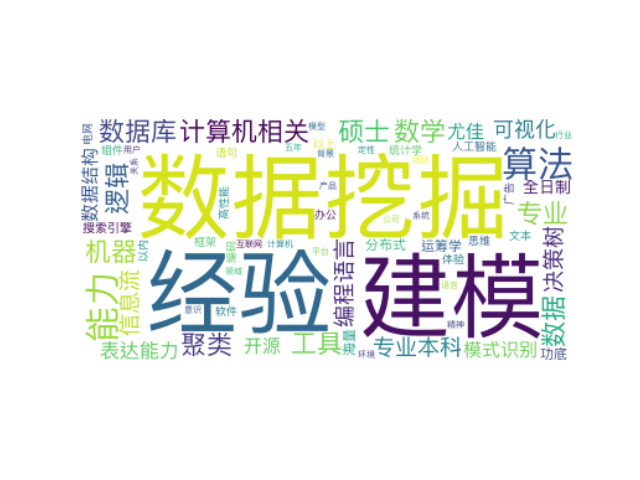 电网
数据库
计算机相关
硕士
数学
尤佳
可视化
行业
模型
以上
组件
用户
语句
五年
背景
定性
统计学
人工智能
团队
算法
数据结构
逻辑
关系
数据挖掘
高性能
产品
全日制
广告
搜索引擎
办公
公司
系统
专业
机器
以内
框架
互联网
计算机
平台
分布式
运筹学
思维
文本
领域
体验
决策树
能力
信息流
经验
编程语言
建模
语言
意识
软件
精神
数据
海量
表达能力
聚类
开源
工具
环境
专业本科
模式识别
功底